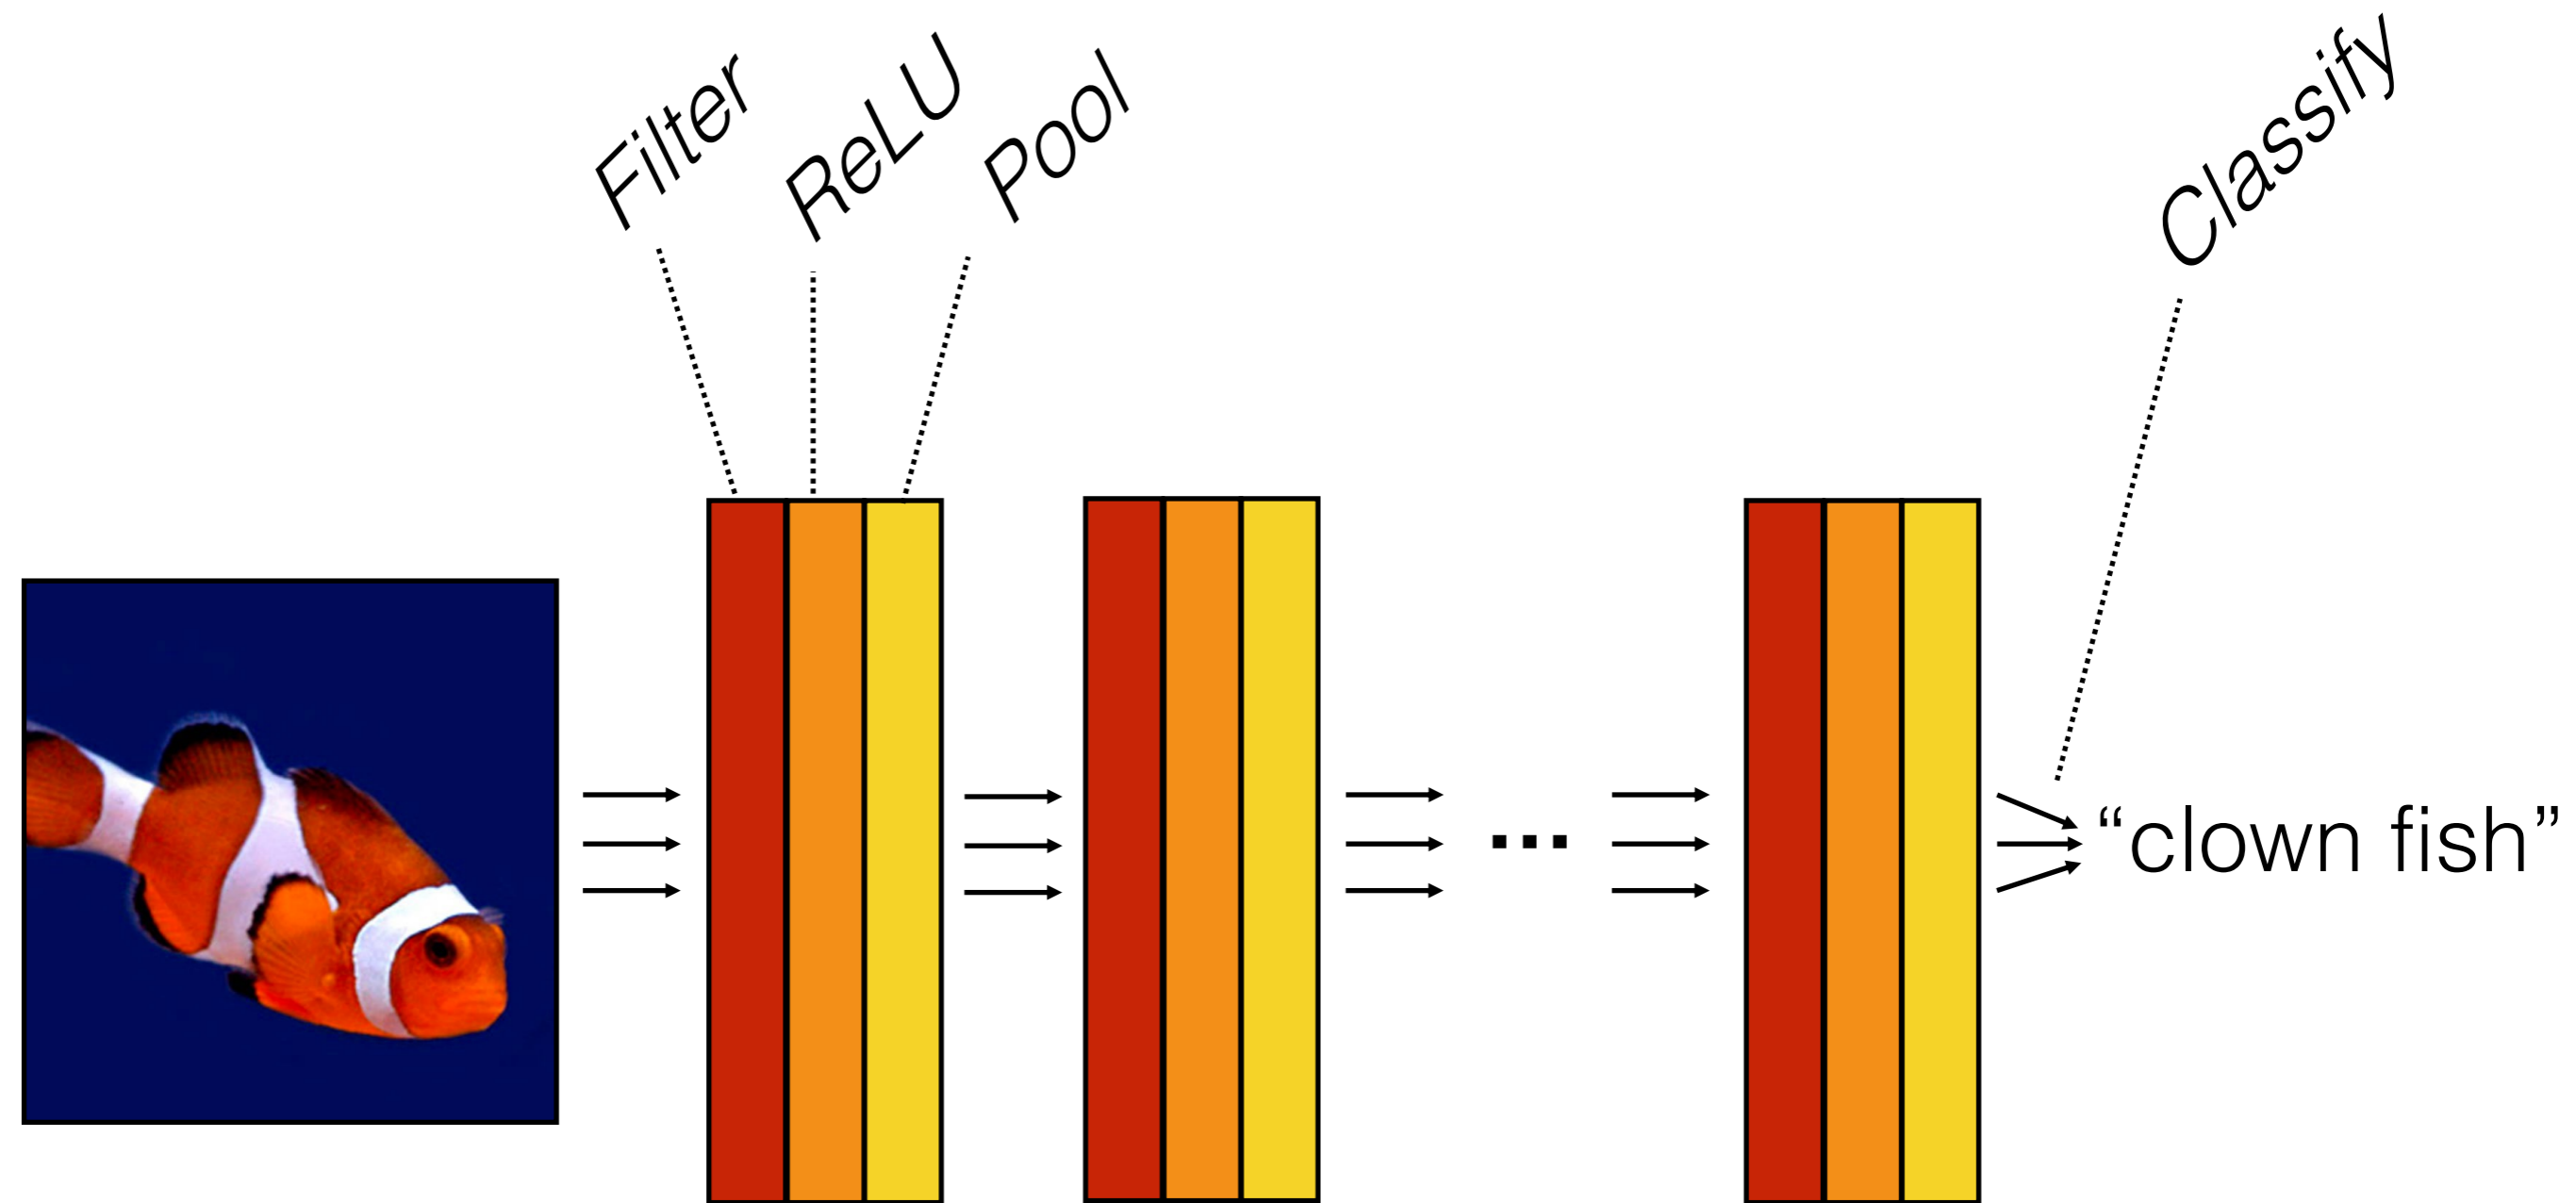 Filter
ReLU
Pool
Classify
...
“clown fish”